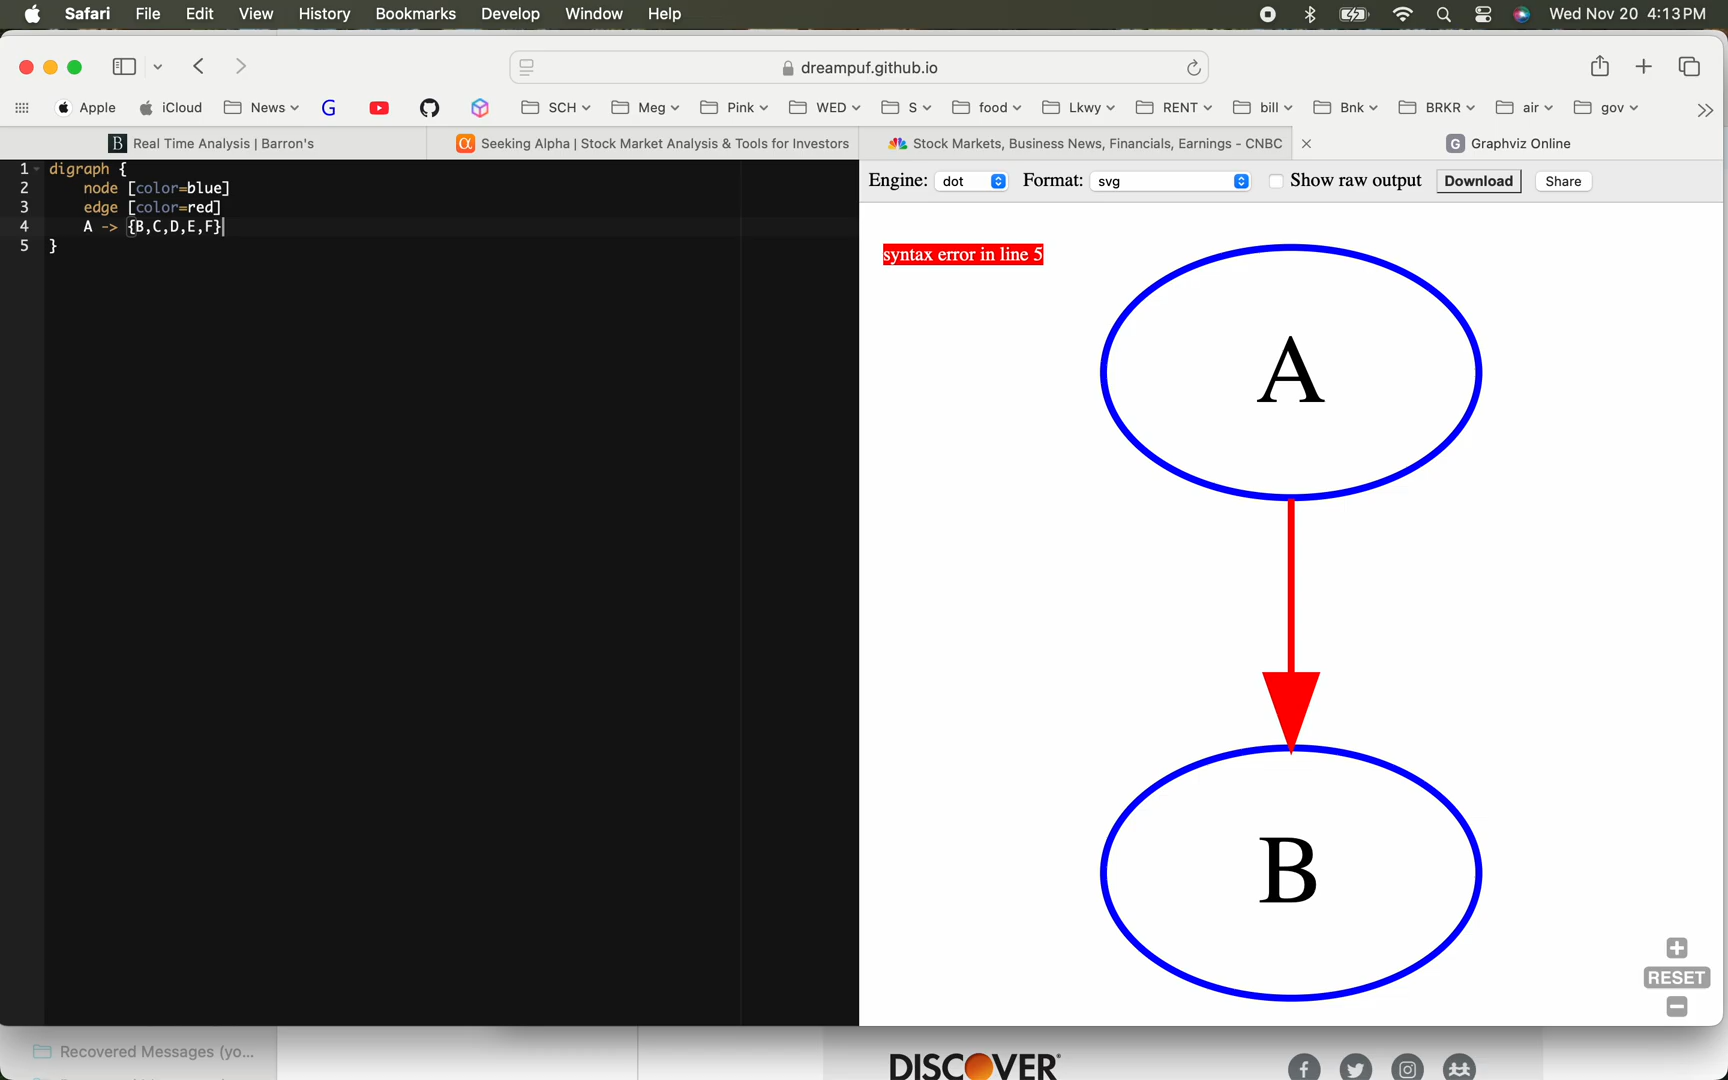 Safari File Edit View History Bookmarks Develop Window Help Wed Nov 20 4:13 PM
dreampuf.github.io
Apple iCloud News G SCH Meg Pink WED S food Lkwy RENT bill Bnk BRKR air gov
B Real Time Analysis | Barron's α Seeking Alpha | Stock Market Analysis & Tools for Investors Stock Markets, Business News, Financials, Earnings - CNBC G Graphviz Online
1 digraph {
2 node [color=blue]
3 edge [color=red]
4 A -> {B,C,D,E,F}
5 }
Engine: dot Format: svg Show raw output Download Share
syntax error in line 5
A
B
RESET
Recovered Messages (yo...
DISCOVER